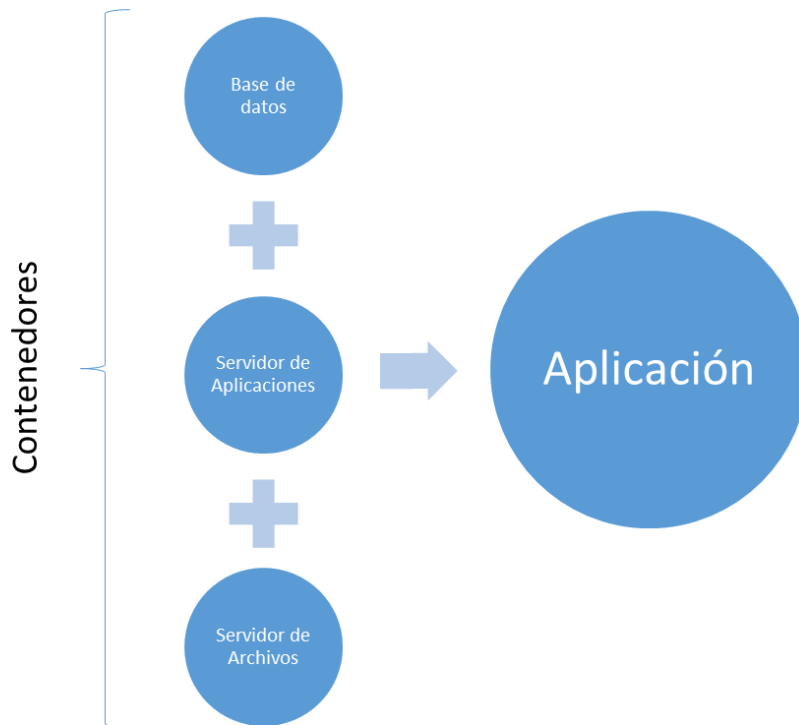 Contenedores
Base de
datos
Servidor de
Aplicaciones
Servidor de
Archivos
Aplicación